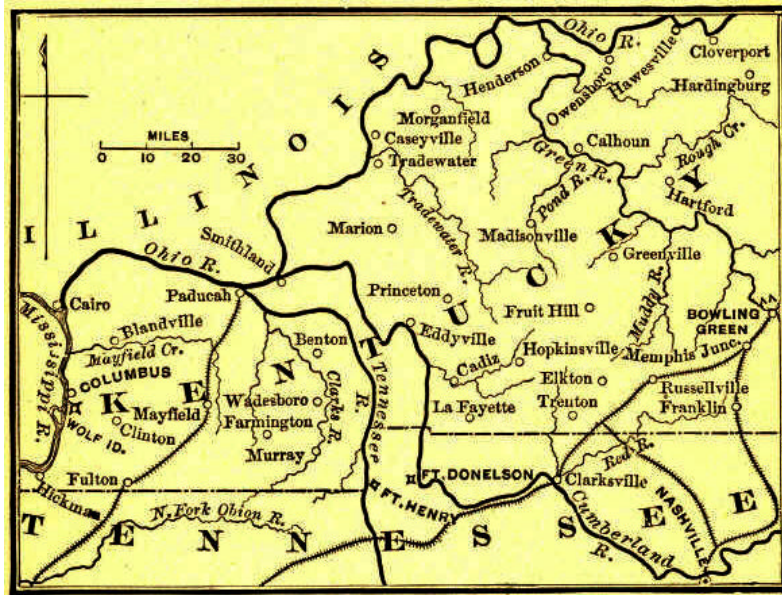 Ohio R.
Cloverport
Henderson
Owensboro
Hawesville
Hardingburg
Morganfield
MILES
0 10 20 30
Caseyville
Tradewater
Calhoun
Green R.
Rough Cr.
Pond R.
Hartford
ILLINOIS
Tradewater R.
Marion
Madisonville
Smithland
Ohio R.
Greenville
Princeton
Paducah
Muddy R.
Cairo
Fruit Hill
BOWLING
GREEN
Mississippi R.
Blandville
Eddyville
Benton
Memphis Junc.
Mayfield Cr.
Hopkinsville
Cadiz
COLUMBUS
KENTUCKY
Tennessee R.
Elkton
Russellville
Wadesboro
Clarks R.
Mayfield
La Fayette
Trenton
Franklin
WOLF ID.
Clinton
Farmington
Murray
Red R.
FT. DONELSON
Clarksville
Fulton
Hickman
FT. HENRY
NASHVILLE
N. Fork Obion R.
Cumberland R.
TENNESSEE